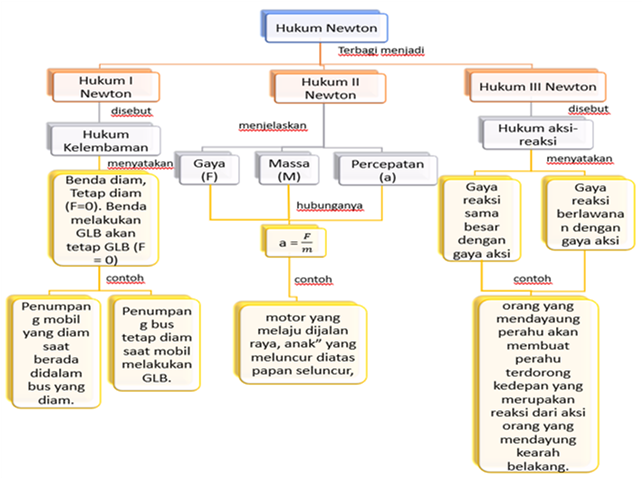 Hukum Newton
Terbagi menjadi
Hukum I
Newton
Hukum II
Newton
Hukum III Newton
disebut
menjelaskan
disebut
Hukum
Kelembaman
Hukum aksi-
reaksi
menyatakan
Gaya
(F)
Massa
(M)
Percepatan
(a)
menyatakan
Benda diam,
Tetap diam
(F=0). Benda
melakukan
GLB akan
tetap GLB (F
= 0)
hubunganya
a = F/m
Gaya
reaksi
sama
besar
dengan
gaya aksi
Gaya
reaksi
berlawana
n dengan
gaya aksi
contoh
contoh
contoh
Penumpan
g mobil
yang diam
saat
berada
didalam
bus yang
diam.
Penumpan
g bus
tetap diam
saat mobil
melakukan
GLB.
motor yang
melaju dijalan
raya, anak” yang
meluncur diatas
papan seluncur,
orang yang
mendayaung
perahu akan
membuat
perahu
terdorong
kedepan yang
merupakan
reaksi dari aksi
orang yang
mendayung
kearah
belakang.